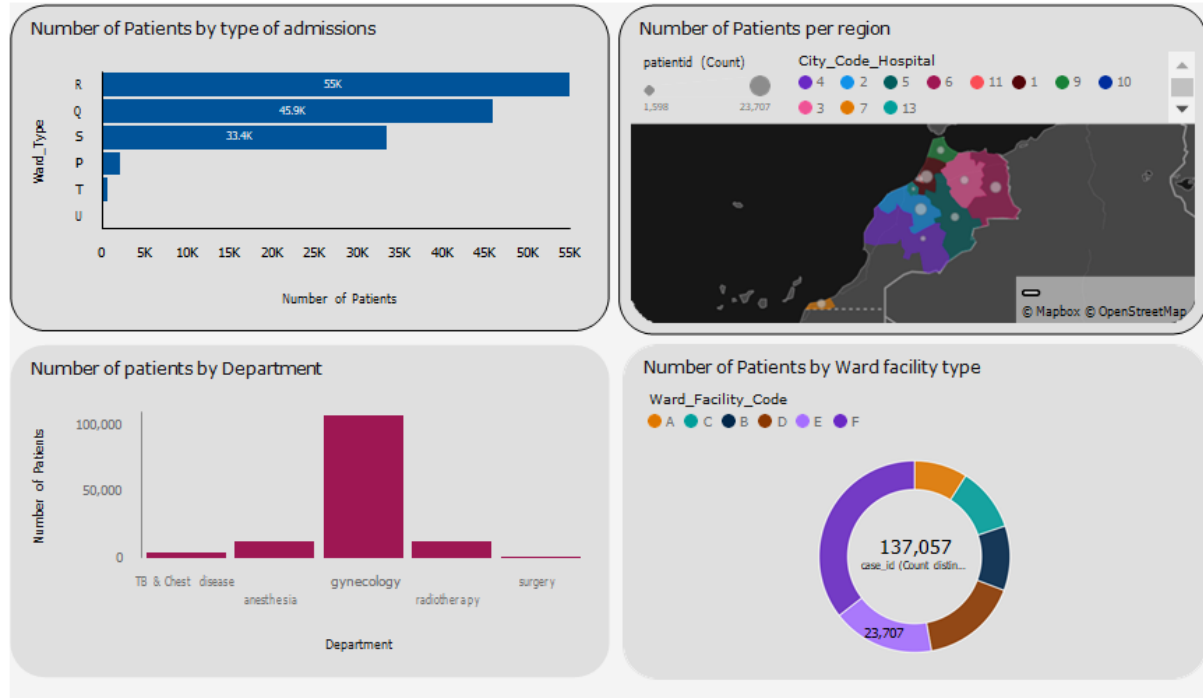 Number of Patients by type of admissions
Ward_Type
R
55K
Q
45.9K
S
33.4K
P
T
U
0 5K 10K 15K 20K 25K 30K 35K 40K 45K 50K 55K
Number of Patients
Number of Patients per region
patientid (Count)
1,598 23,707
City_Code_Hospital
4 2 5 6 11 1 9 10
3 7 13
© Mapbox © OpenStreetMap
Number of patients by Department
Number of Patients
100,000
50,000
0
TB & Chest disease anesthesia gynecology radiotherapy surgery
Department
Number of Patients by Ward facility type
Ward_Facility_Code
A C B D E F
137,057
case_id (Count distin...
23,707